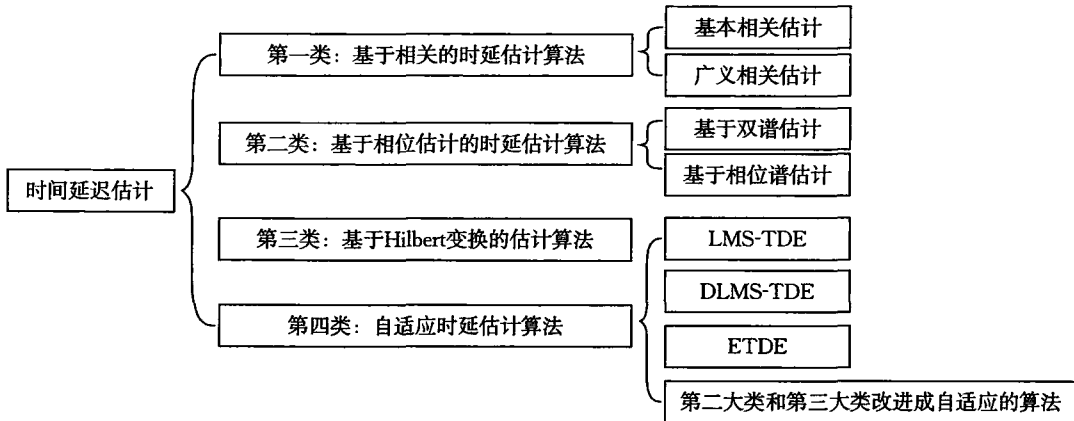 时间延迟估计
第一类：基于相关的时延估计算法
基本相关估计
广义相关估计
第二类：基于相位估计的时延估计算法
基于双谱估计
基于相位谱估计
第三类：基于Hilbert变换的估计算法
第四类：自适应时延估计算法
LMS-TDE
DLMS-TDE
ETDE
第二大类和第三大类改进成自适应的算法